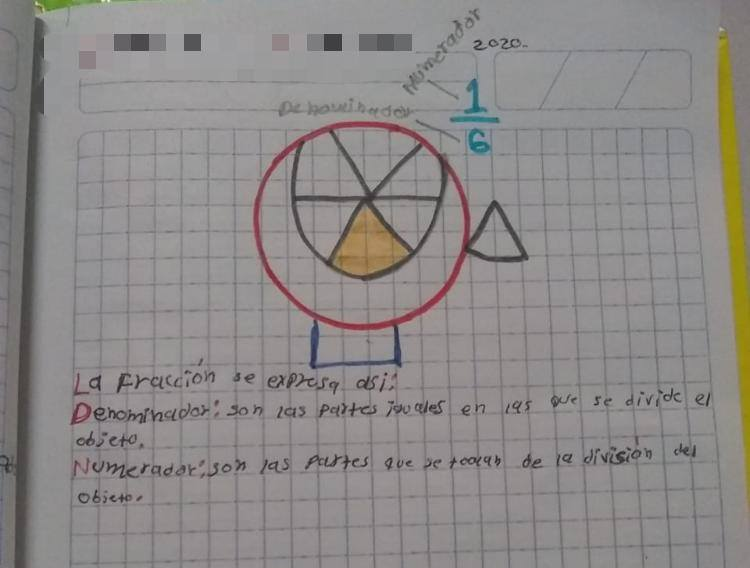 2020.
Numerador
Denominador
1
6
La Fracción se expresa así:
Denominador: son las partes iguales en las que se divide el
objeto.
Numerador: son las partes que se tocan de la división del
objeto.